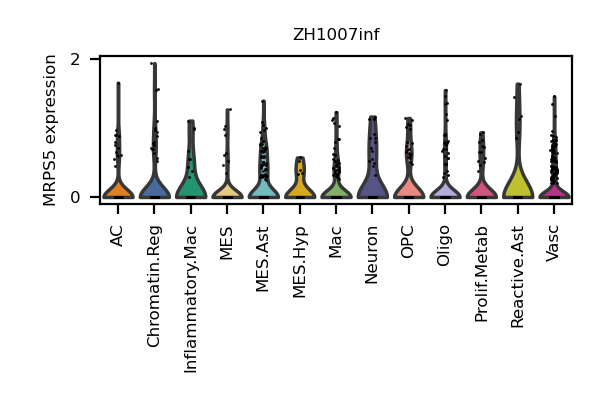 ZH1007inf
MRPS5 expression
2
0
AC
Chromatin.Reg
Inflammatory.Mac
MES
MES.Ast
MES.Hyp
Mac
Neuron
OPC
Oligo
Prolif.Metab
Reactive.Ast
Vasc